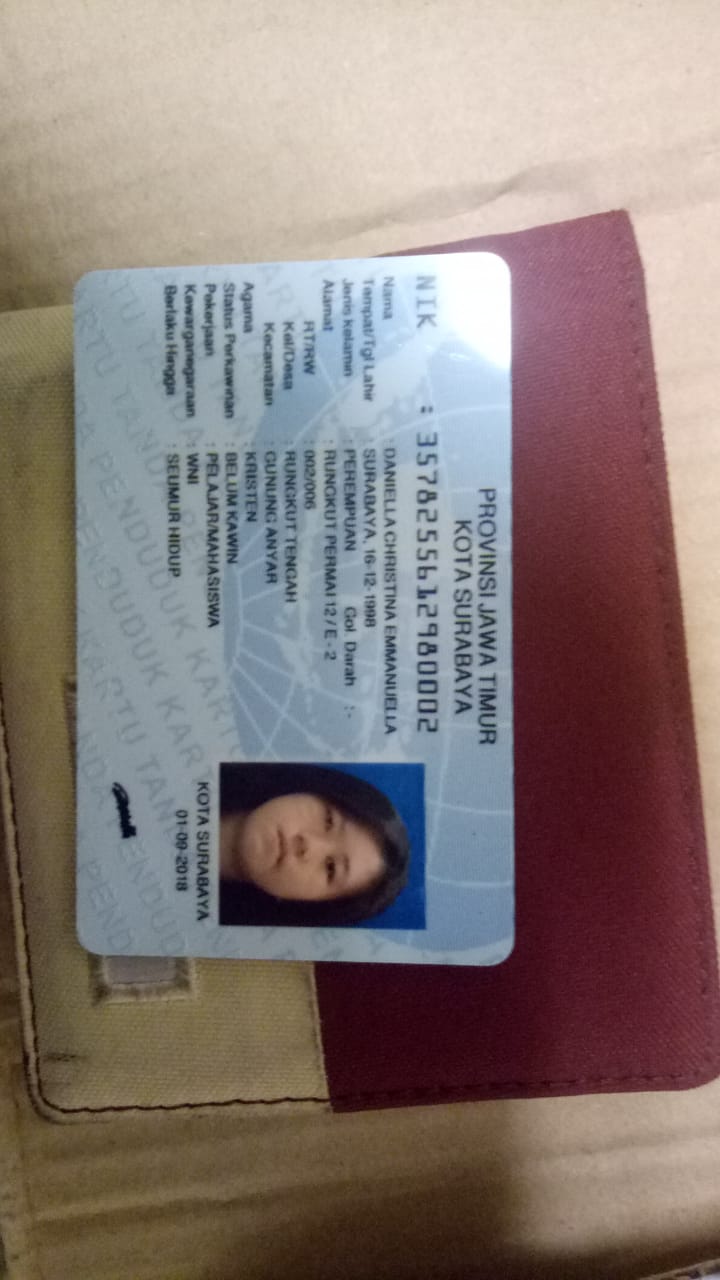 PROVINSI JAWA TIMUR
KOTA SURABAYA
NIK : 3578255612980002
Nama : DANIELLA CHRISTINA EMMANUELLA
Tempat/Tgl Lahir : SURABAYA, 16-12-1998
Jenis kelamin : PEREMPUAN Gol. Darah : -
Alamat : RUNGKUT PERMAI 12 / E - 2
RT/RW : 002/006
Kel/Desa : RUNGKUT TENGAH
Kecamatan : GUNUNG ANYAR
Agama : KRISTEN
Status Perkawinan : BELUM KAWIN
Pekerjaan : PELAJAR/MAHASISWA
Kewarganegaraan : WNI
Berlaku Hingga : SEUMUR HIDUP
KOTA SURABAYA
01-09-2018